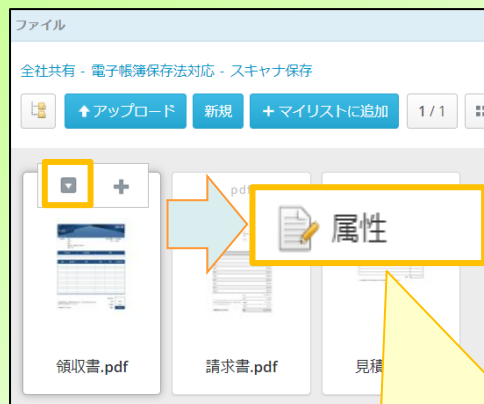 ファイル
全社共有 - 電子帳簿保存法対応 - スキャナ保存
アップロード 新規 + マイリストに追加 1 / 1
pdf
属性
領収書.pdf 請求書.pdf 見積